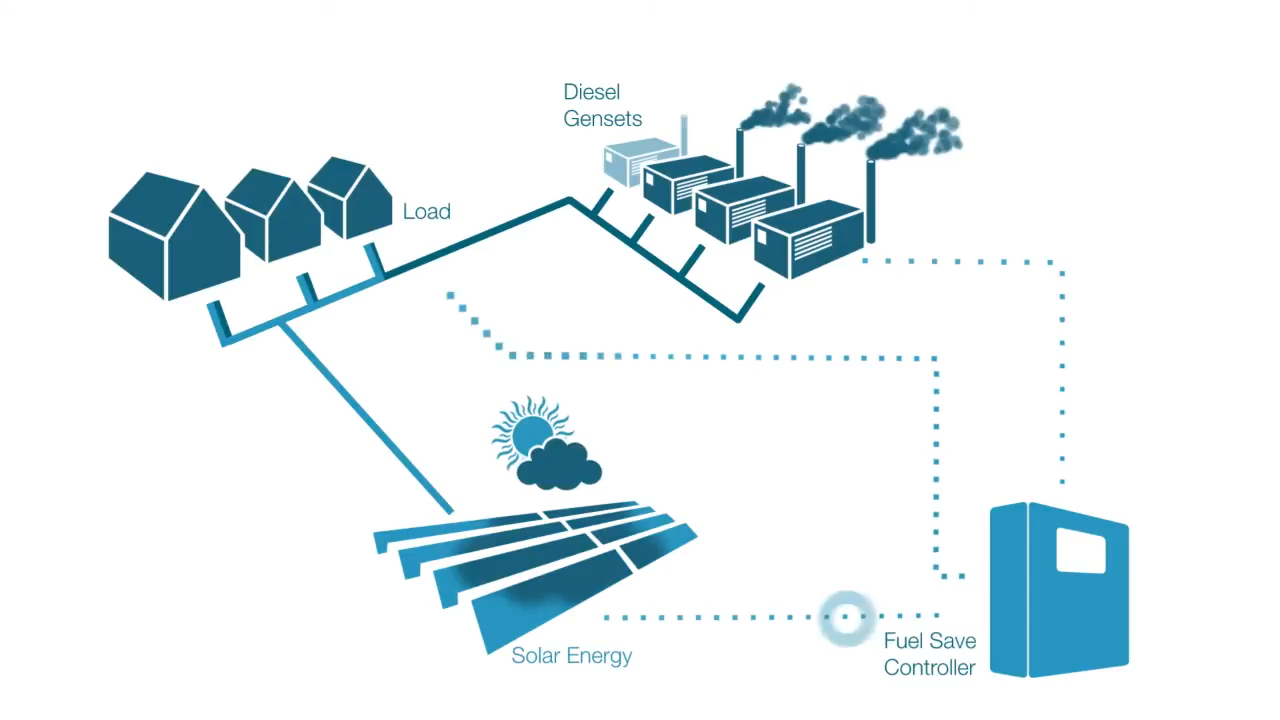 Diesel
Gensets
Load
Solar Energy
Fuel Save
Controller